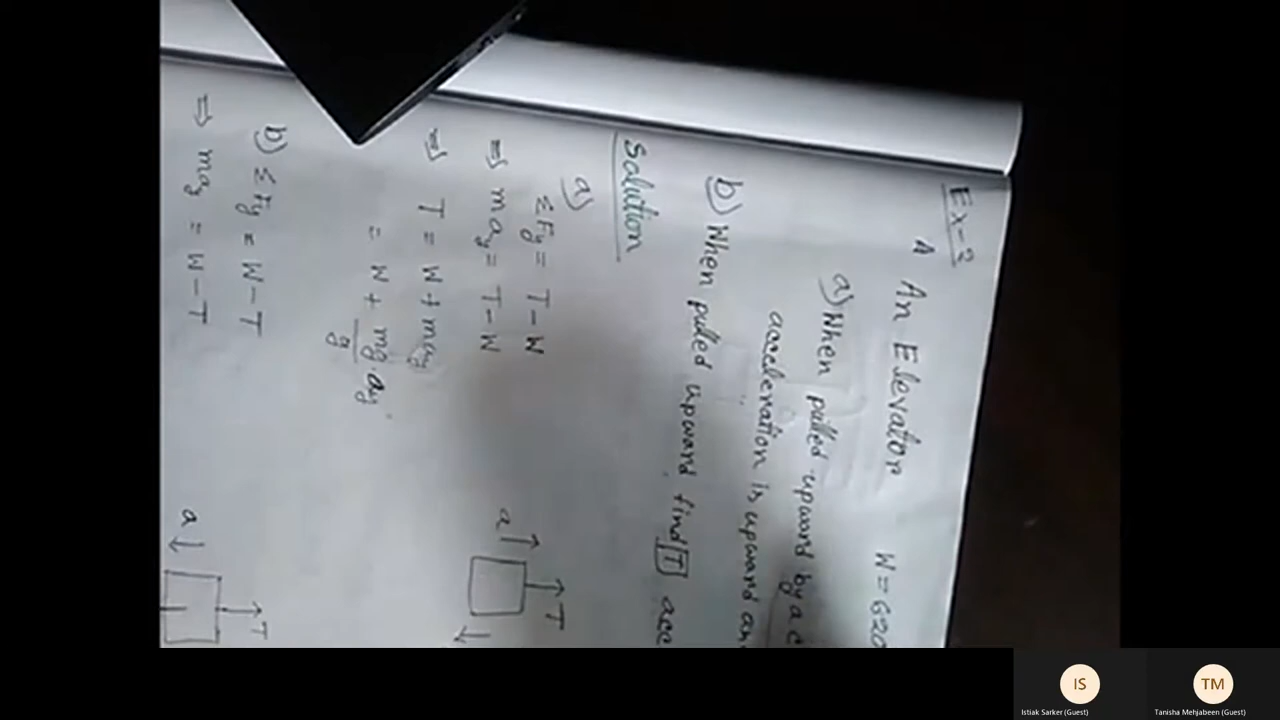 Ex-2
An Elevator W = 620
a) When pulled upward by a c
acceleration is upward an
b) When pulled upward find T acc
Solution
a)
ΣFy = T - W
⇒ may = T - W
⇒ T = W + may
= W + mg/g . ay
a↑ ↑T ↓
b) ΣFy = W - T
⇒ may = W - T
a↓ ↑T
IS
TM
Istiak Sarker (Guest)
Tanisha Mehjabeen (Guest)